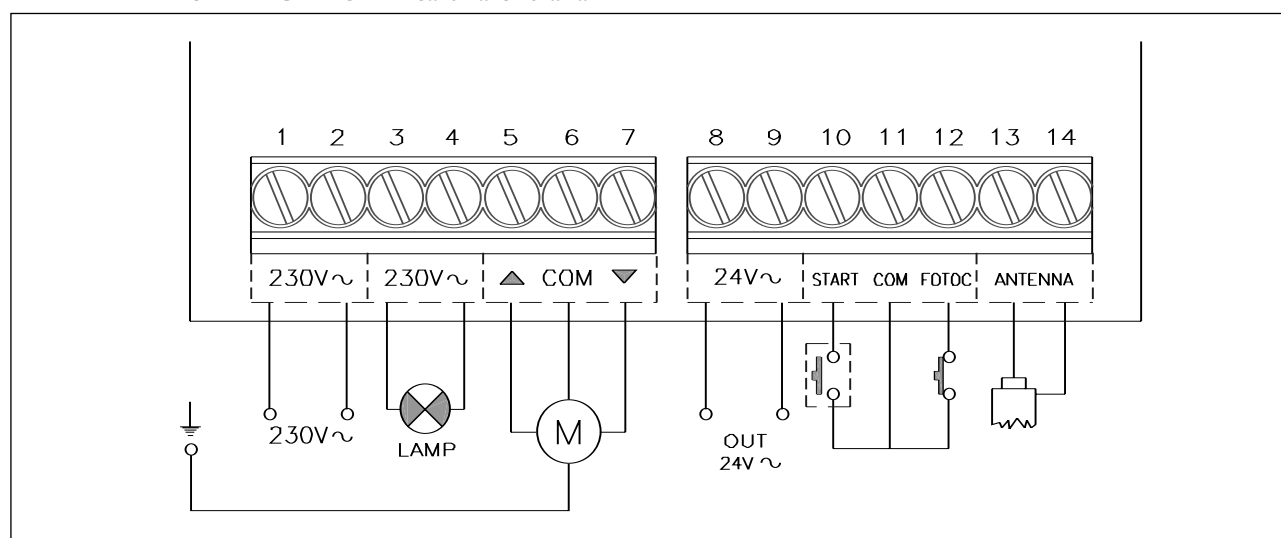 1 2 3 4 5 6 7 8 9 10 11 12 13 14
230V~ 230V~ COM 24V~ START COM FOTOC ANTENNA
230V~ LAMP M OUT
24V~